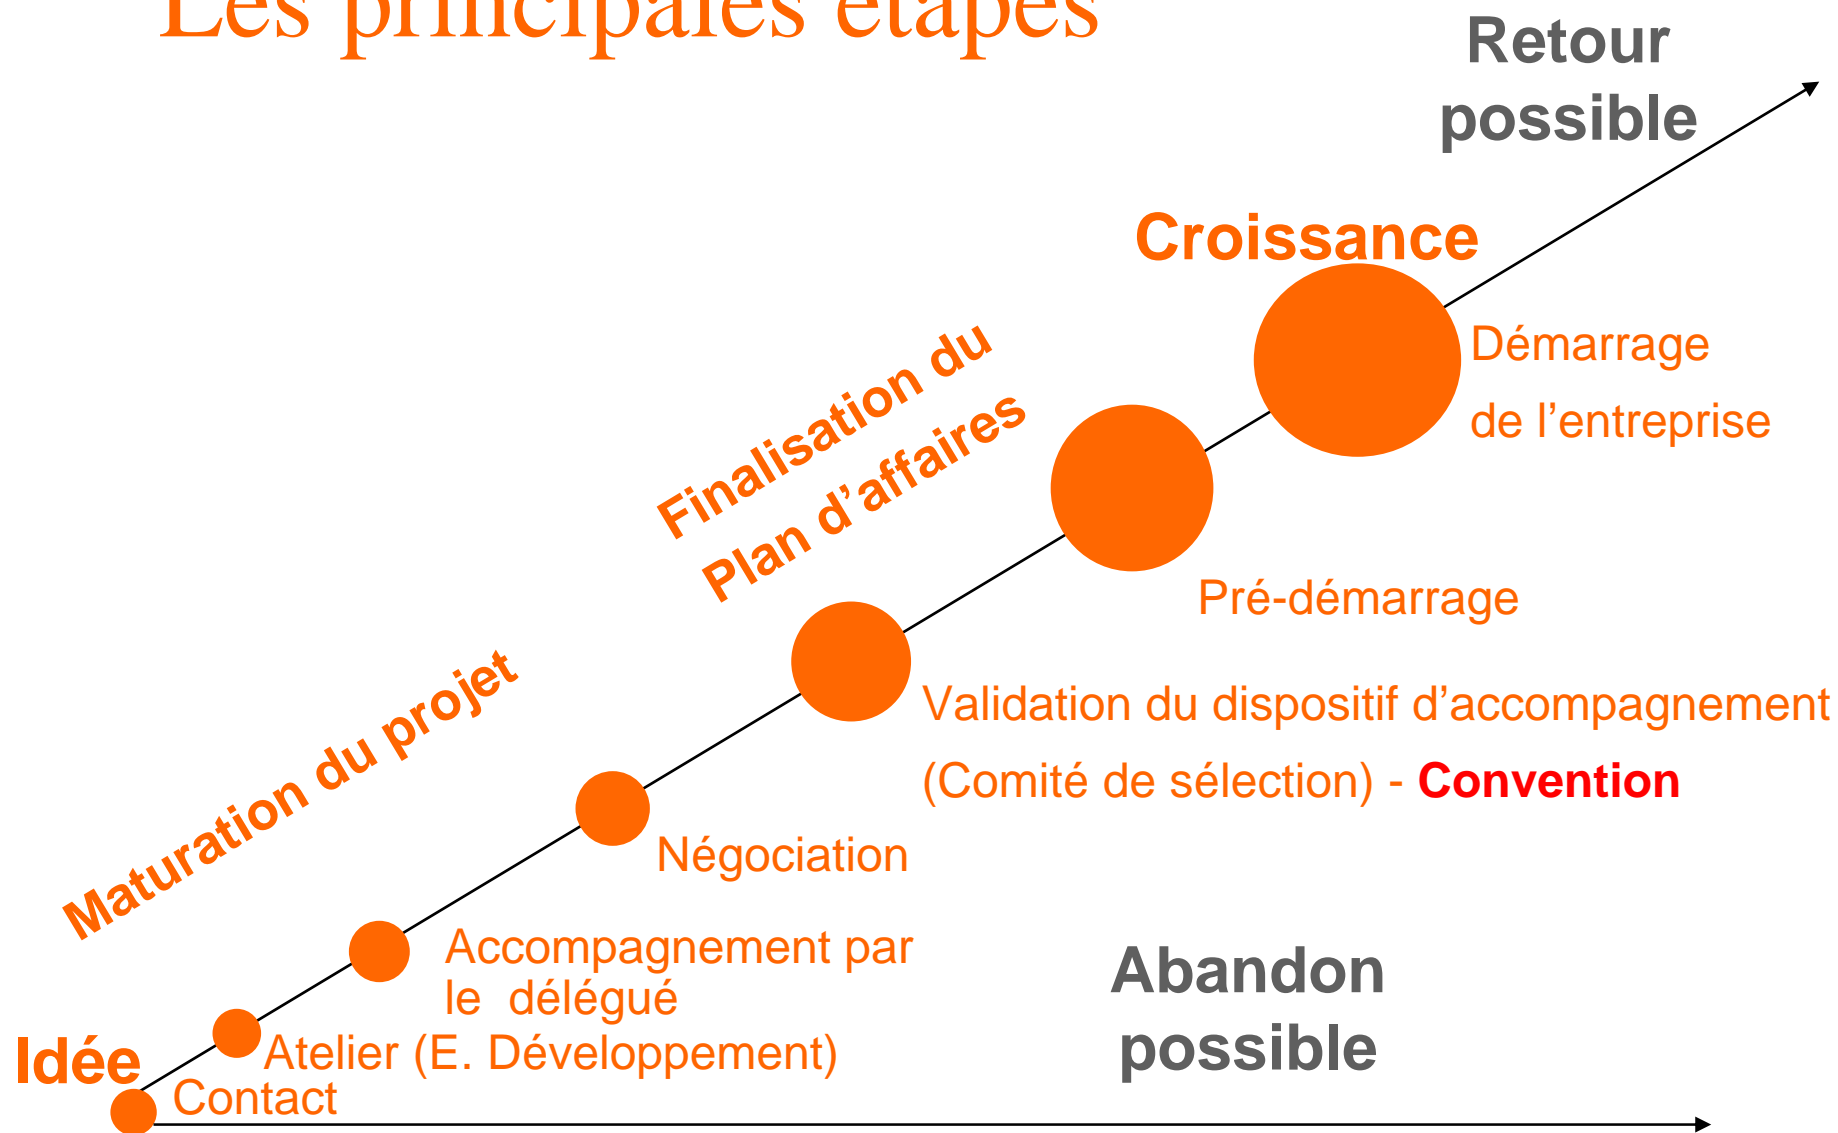 Les principales étapes
Retour
possible
Croissance
Démarrage
de l’entreprise
Finalisation du
Plan d’affaires
Pré-démarrage
Validation du dispositif d’accompagnement
(Comité de sélection) - Convention
Maturation du projet
Négociation
Accompagnement par
le délégué
Abandon
possible
Atelier (E. Développement)
Idée
Contact